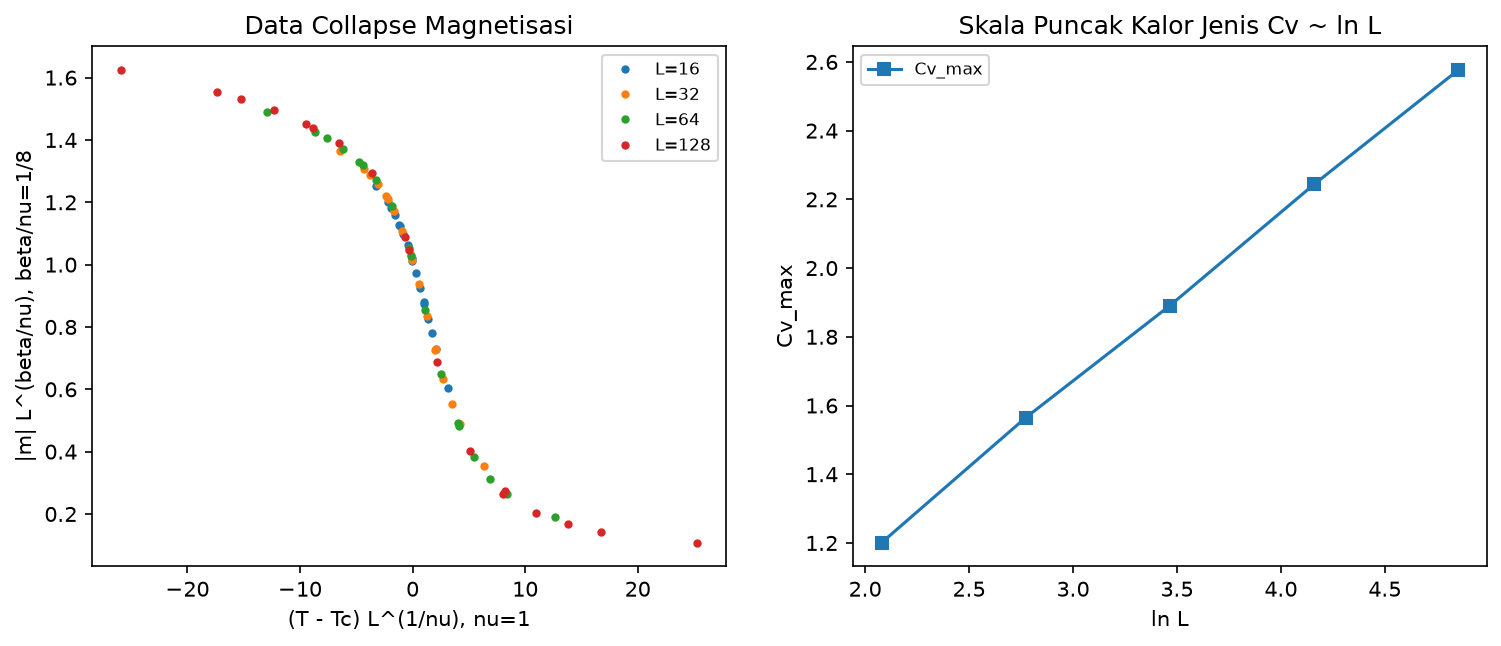 Data Collapse Magnetisasi
|m| L^(beta/nu), beta/nu=1/8
1.6
1.4
1.2
1.0
0.8
0.6
0.4
0.2
−20
−10
0
10
20
(T - Tc) L^(1/nu), nu=1
L=16
L=32
L=64
L=128
Skala Puncak Kalor Jenis Cv ~ ln L
Cv_max
Cv_max
2.6
2.4
2.2
2.0
1.8
1.6
1.4
1.2
2.0
2.5
3.0
3.5
4.0
4.5
ln L